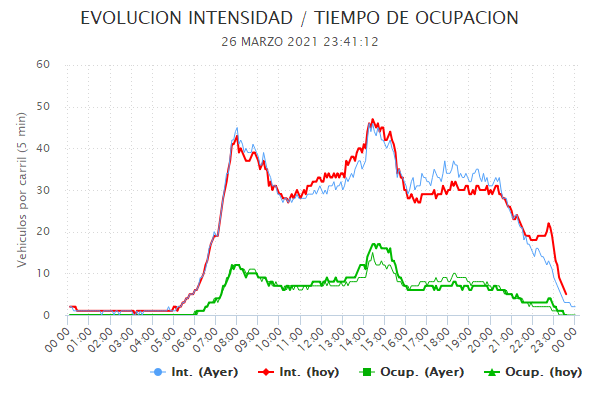 EVOLUCION INTENSIDAD / TIEMPO DE OCUPACION
26 MARZO 2021 23:41:12
Vehiculos por carril (5 min)
60
50
40
30
20
10
0
00:00 01:00 02:00 03:00 04:00 05:00 06:00 07:00 08:00 09:00 10:00 11:00 12:00 13:00 14:00 15:00 16:00 17:00 18:00 19:00 20:00 21:00 22:00 23:00 00:00
Int. (Ayer) Int. (hoy) Ocup. (Ayer) Ocup. (hoy)